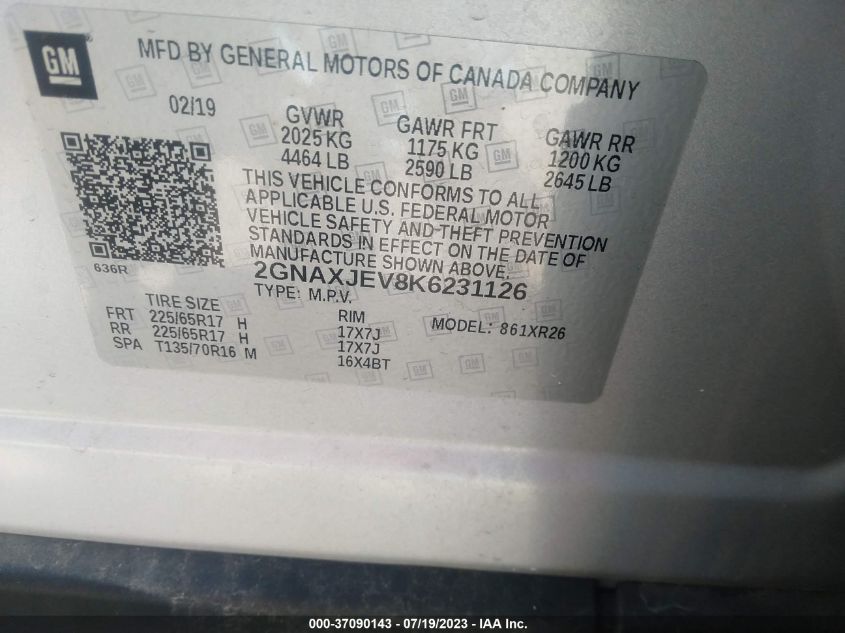 GM
MFD BY GENERAL MOTORS OF CANADA COMPANY
02/19
GVWR
2025 KG
4464 LB
GAWR FRT
1175 KG
2590 LB
GAWR RR
1200 KG
2645 LB
THIS VEHICLE CONFORMS TO ALL
APPLICABLE U.S. FEDERAL MOTOR
VEHICLE SAFETY AND THEFT PREVENTION
STANDARDS IN EFFECT ON THE DATE OF
MANUFACTURE SHOWN ABOVE.
636R
2GNAXJEV8K6231126
TYPE: M.P.V.
MODEL: 861XR26
TIRE SIZE RIM
FRT 225/65R17 H 17X7J
RR 225/65R17 H 17X7J
SPA T135/70R16 M 16X4BT
000-37090143 - 07/19/2023 - IAA Inc.